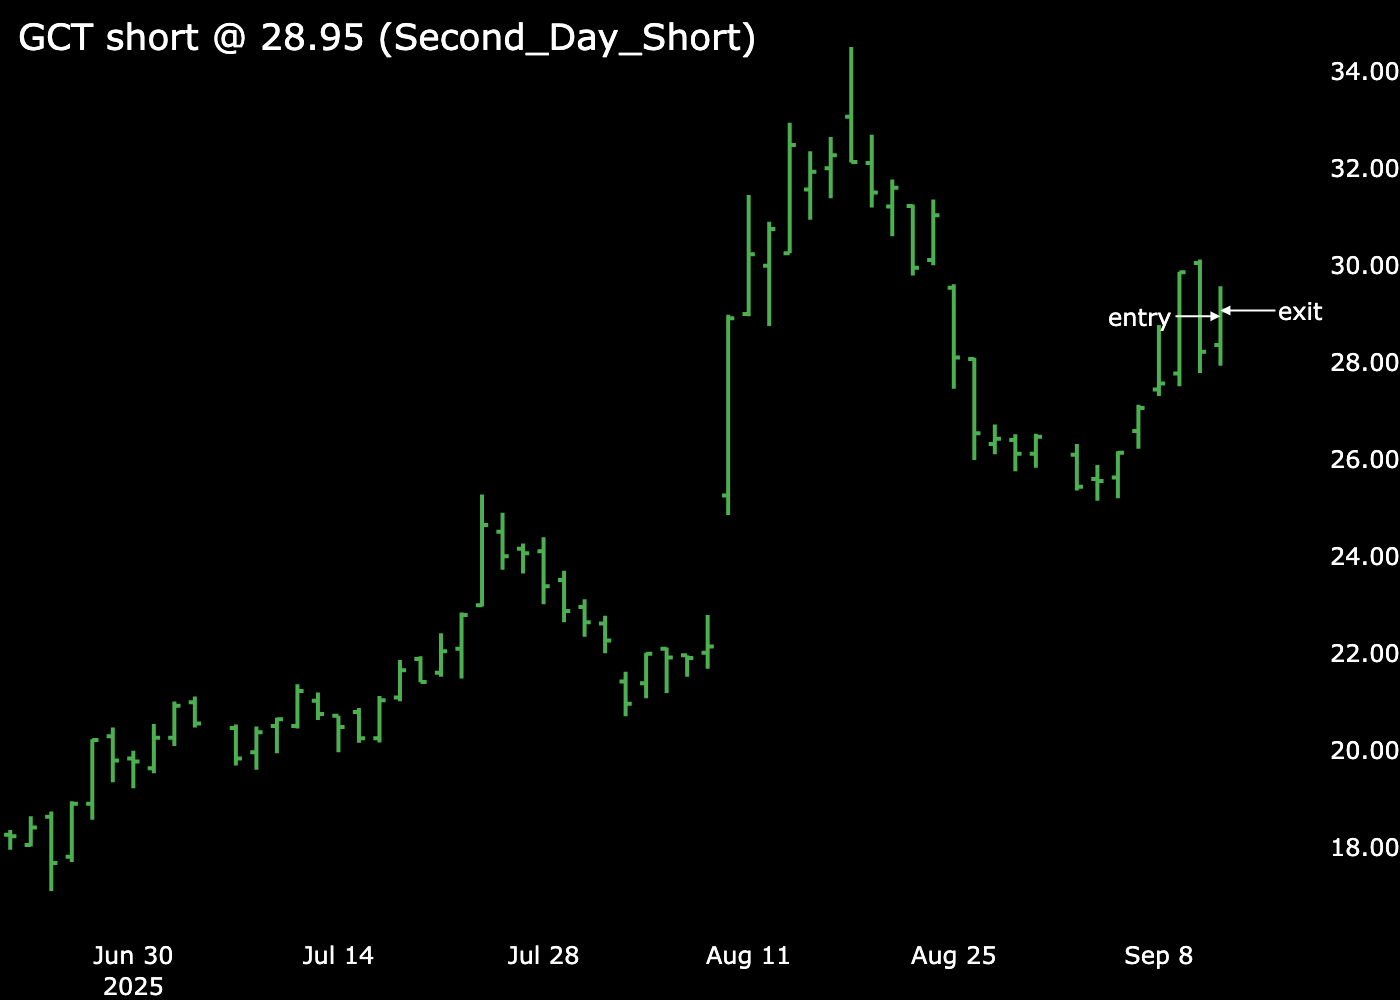 GCT short @ 28.95 (Second_Day_Short)
34.00
32.00
30.00
entry
exit
28.00
26.00
24.00
22.00
20.00
18.00
Jun 30
2025
Jul 14
Jul 28
Aug 11
Aug 25
Sep 8